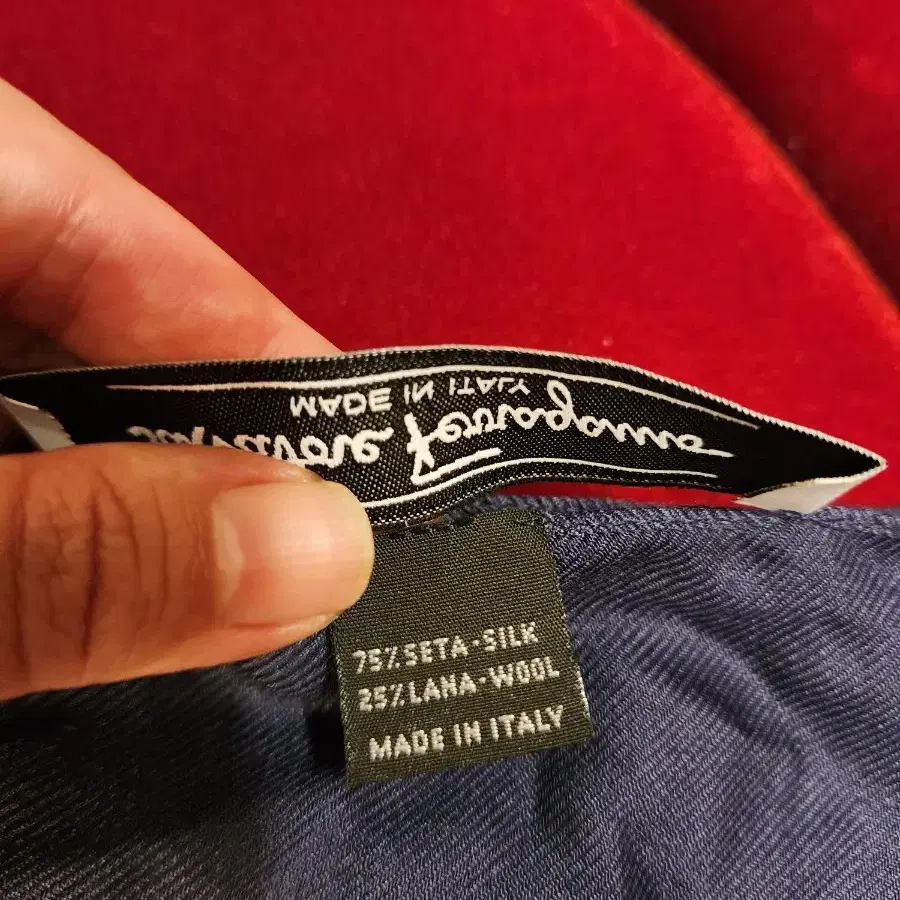 Salvatore Ferragamo
MADE IN ITALY
75% SETA-SILK
25% LANA-WOOL
MADE IN ITALY